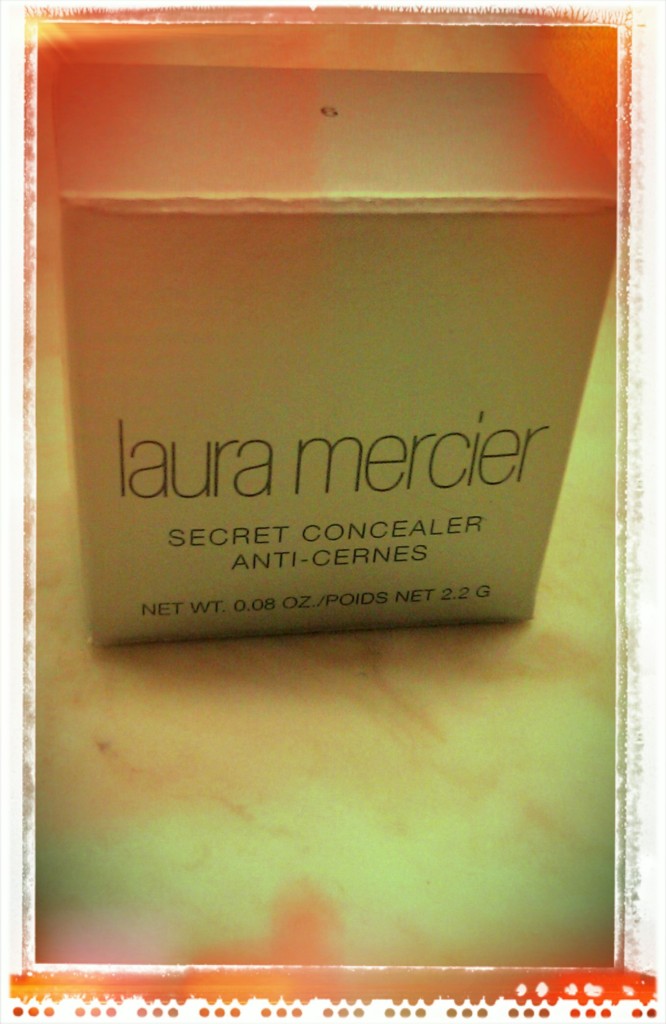 6
laura mercier
SECRET CONCEALER
ANTI-CERNES
NET WT. 0.08 OZ./POIDS NET 2.2 G